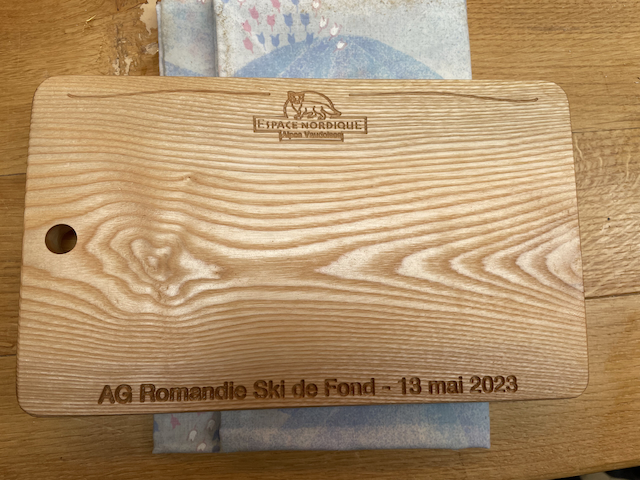 ESPACE NORDIQUE
Alpes Vaudoises
AG Romandie Ski de Fond - 13 mai 2023